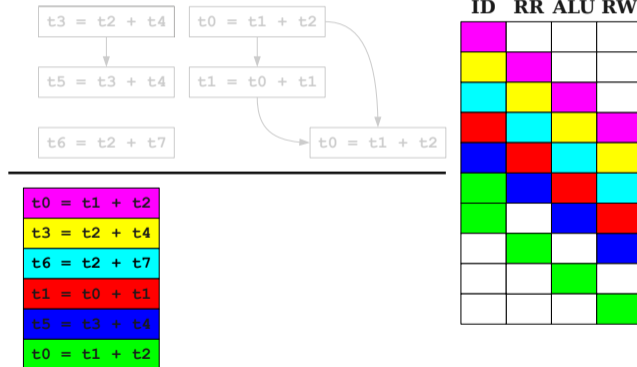 ID RR ALU RW
t3 = t2 + t4
t0 = t1 + t2
t5 = t3 + t4
t1 = t0 + t1
t6 = t2 + t7
t0 = t1 + t2
t0 = t1 + t2
t3 = t2 + t4
t6 = t2 + t7
t1 = t0 + t1
t5 = t3 + t4
t0 = t1 + t2